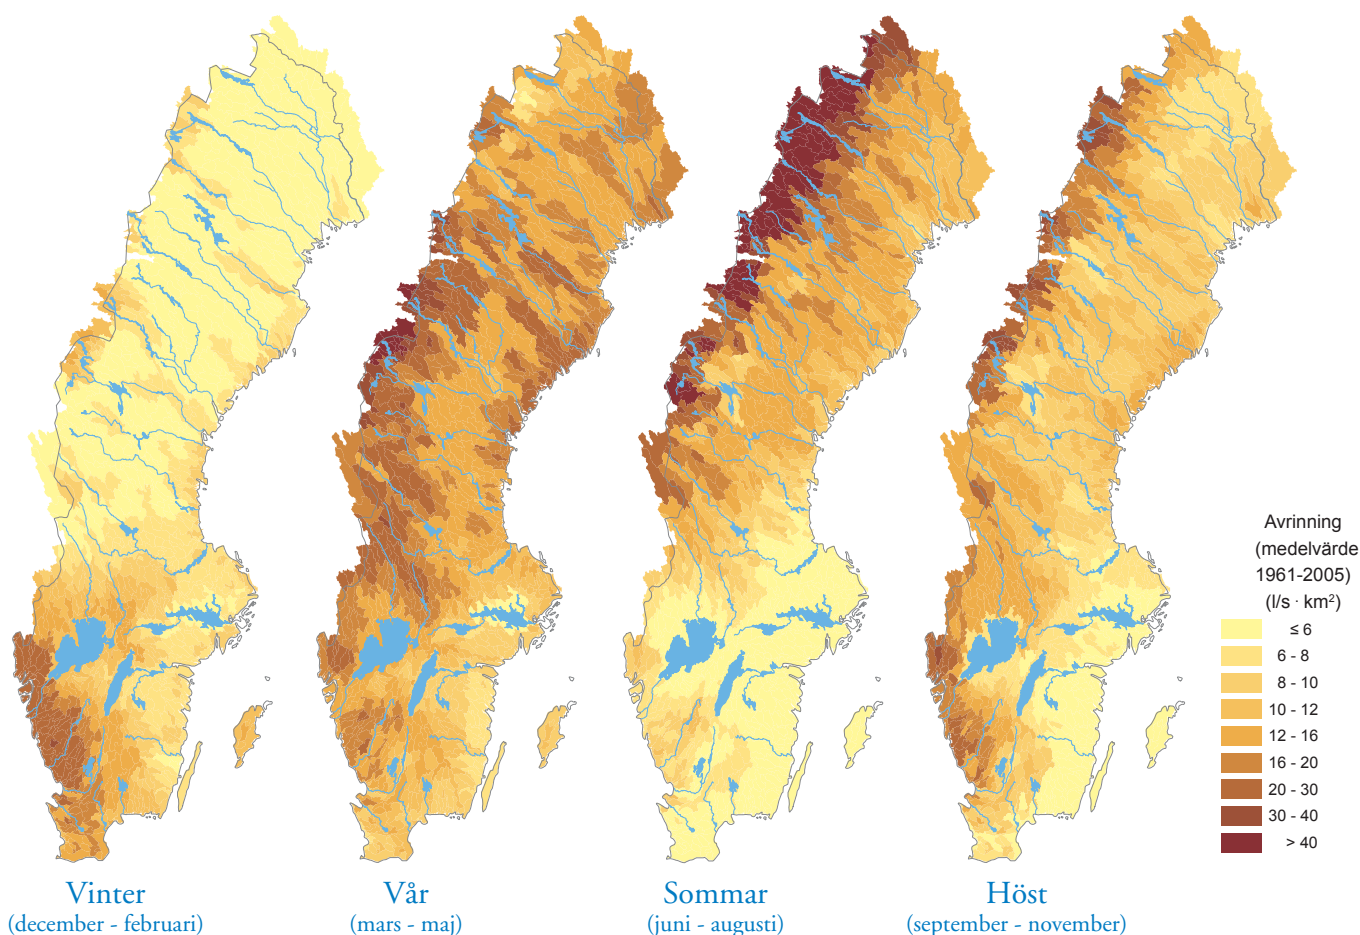 Avrinning
(medelvärde
1961-2005)
(l/s · km²)
≤ 6
6 - 8
8 - 10
10 - 12
12 - 16
16 - 20
20 - 30
30 - 40
> 40
Vinter
(december - februari)
Vår
(mars - maj)
Sommar
(juni - augusti)
Höst
(september - november)